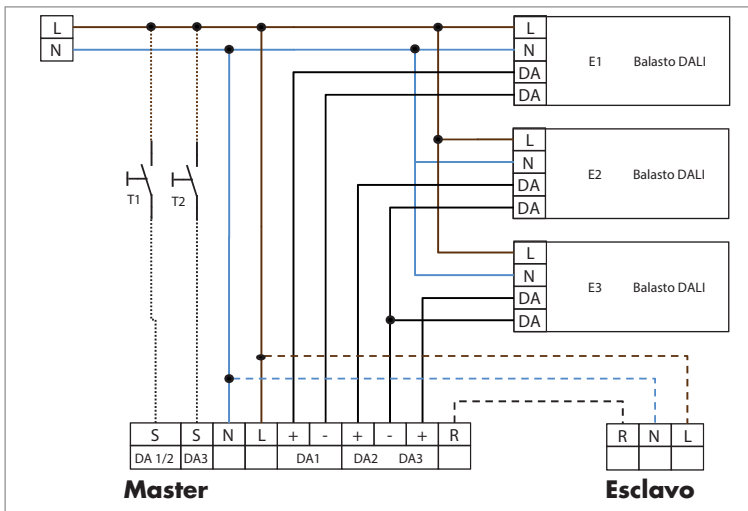 L
N
L
N
DA
DA
E1 Balasto DALI
T1
T2
L
N
DA
DA
E2 Balasto DALI
L
N
DA
DA
E3 Balasto DALI
S S N L + - + - + R
DA 1/2 DA3 DA1 DA2 DA3
R N L
Master
Esclavo